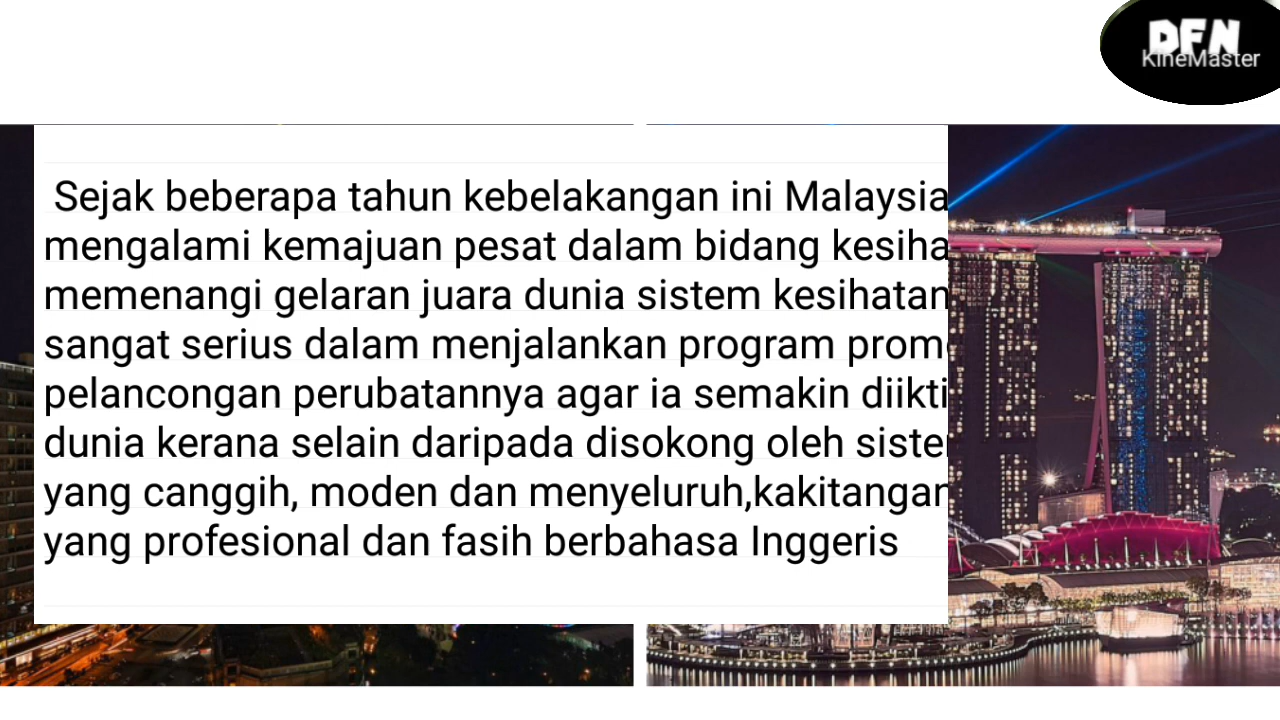 DFN
KineMaster
Sejak beberapa tahun kebelakangan ini Malaysia
mengalami kemajuan pesat dalam bidang
memenangi gelaran juara dunia sistem kesihatan
sangat serius dalam menjalankan program
pelancongan perubatannya agar ia semakin
dunia kerana selain daripada disokong oleh
yang canggih, moden dan menyeluruh,kakitangan
yang profesional dan fasih berbahasa Inggeris